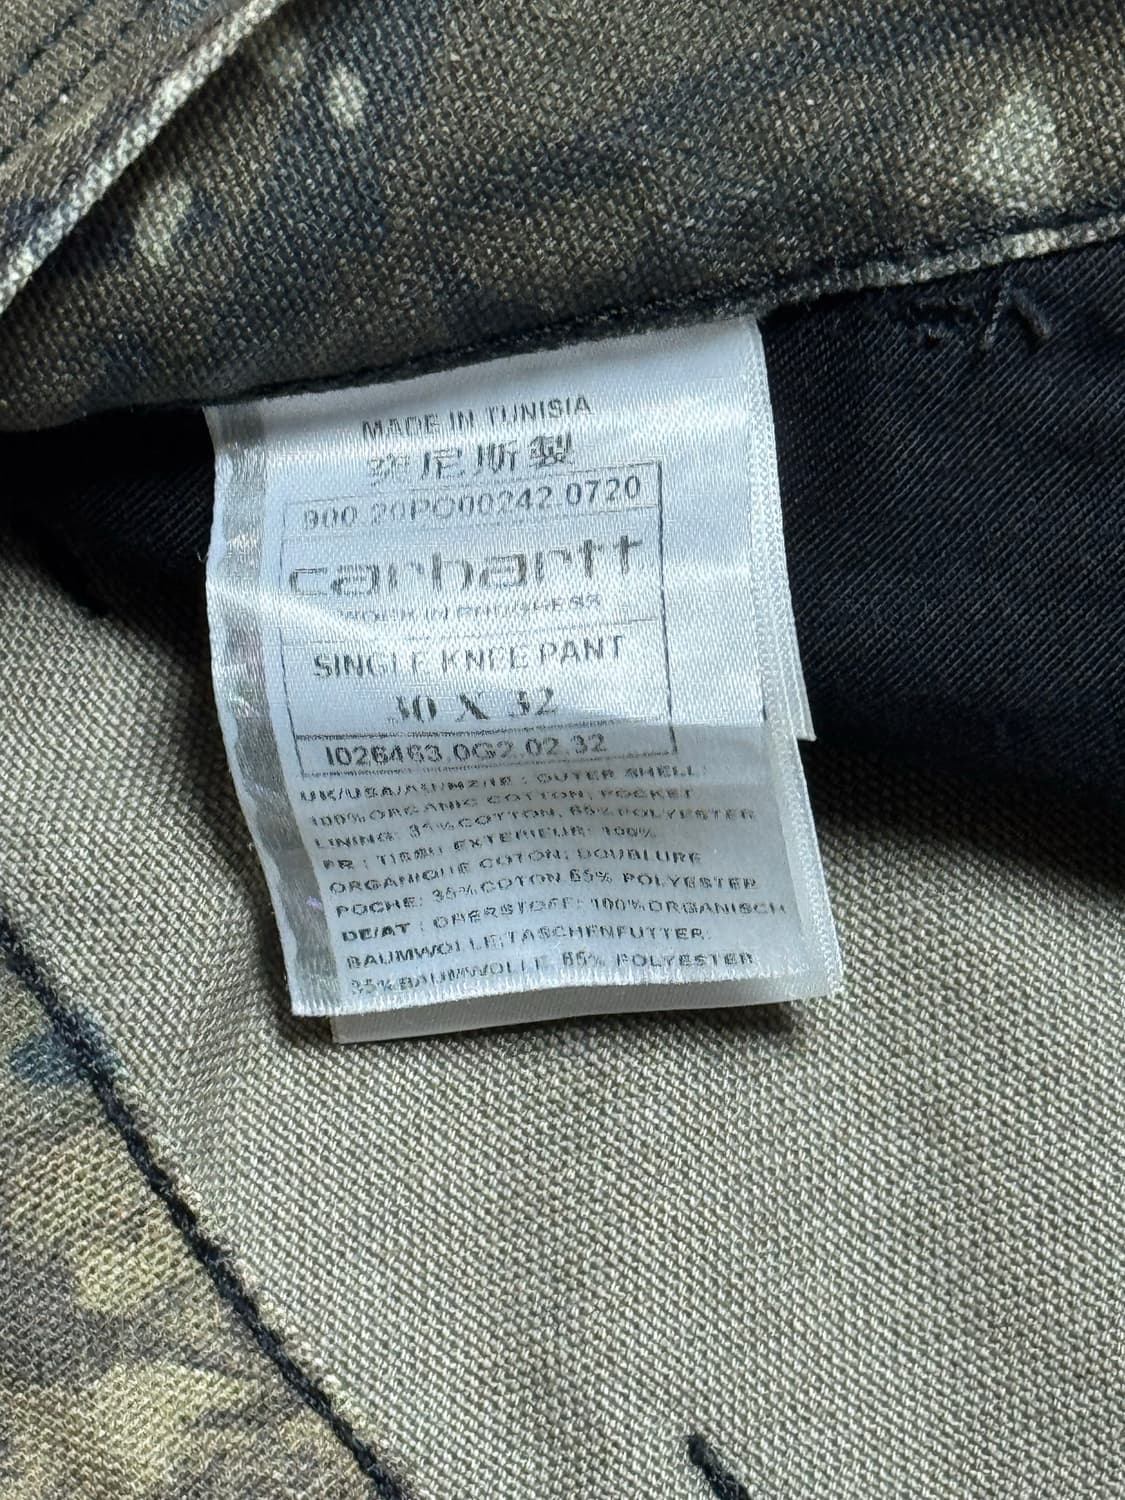 MADE IN TUNISIA
突尼斯製
900.20PO00242.0720
carhartt
WORK IN PROGRESS
SINGLE KNEE PANT
30 X 32
I026463.0G2.02.32
UK/USA/AU/NZ/IE : OUTER SHELL:
100% ORGANIC COTTON; POCKET
LINING: 35% COTTON, 65% POLYESTER
FR : TISSU EXTERIEUR: 100%
ORGANIQUE COTON; DOUBLURE
POCHE: 35% COTON 65% POLYESTER
DE/AT : OBERSTOFF: 100% ORGANISCH
BAUMWOLLE;TASCHENFUTTER:
35% BAUMWOLLE, 65% POLYESTER